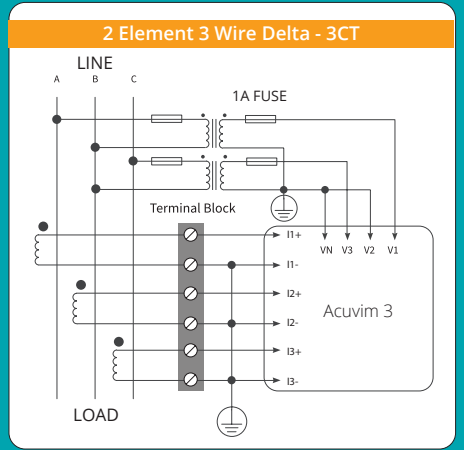 2 Element 3 Wire Delta - 3CT
LINE
A B C
1A FUSE
Terminal Block
I1+
I1-
I2+
I2-
I3+
I3-
VN V3 V2 V1
Acuvim 3
LOAD